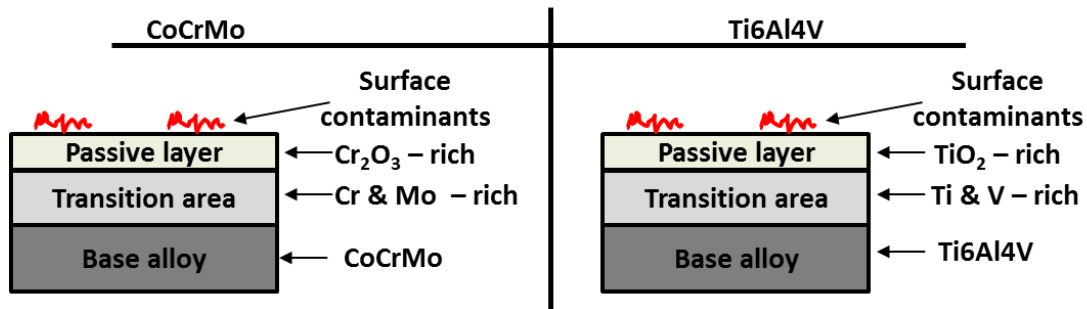 CoCrMo
Surface
contaminants
Passive layer
Cr₂O₃ – rich
Transition area
Cr & Mo – rich
Base alloy
CoCrMo
Ti6Al4V
Surface
contaminants
Passive layer
TiO₂ – rich
Transition area
Ti & V – rich
Base alloy
Ti6Al4V